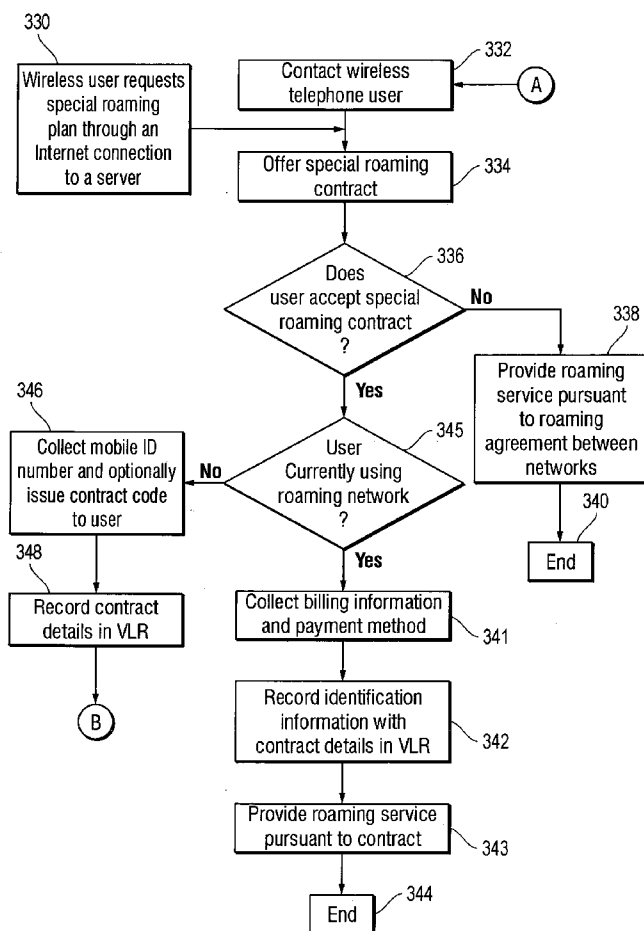 330
Wireless user requests
special roaming
plan through an
Internet connection
to a server
332
Contact wireless
telephone user
A
Offer special roaming
contract
334
336
Does
user accept special
roaming contract
?
No
Yes
338
Provide roaming
service pursuant
to roaming
agreement between
networks
340
End
345
User
Currently using
roaming network
?
No
Yes
346
Collect mobile ID
number and optionally
issue contract code
to user
348
Record contract
details in VLR
B
Collect billing information
and payment method
341
Record identification
information with
contract details in VLR
342
Provide roaming service
pursuant to contract
343
End
344